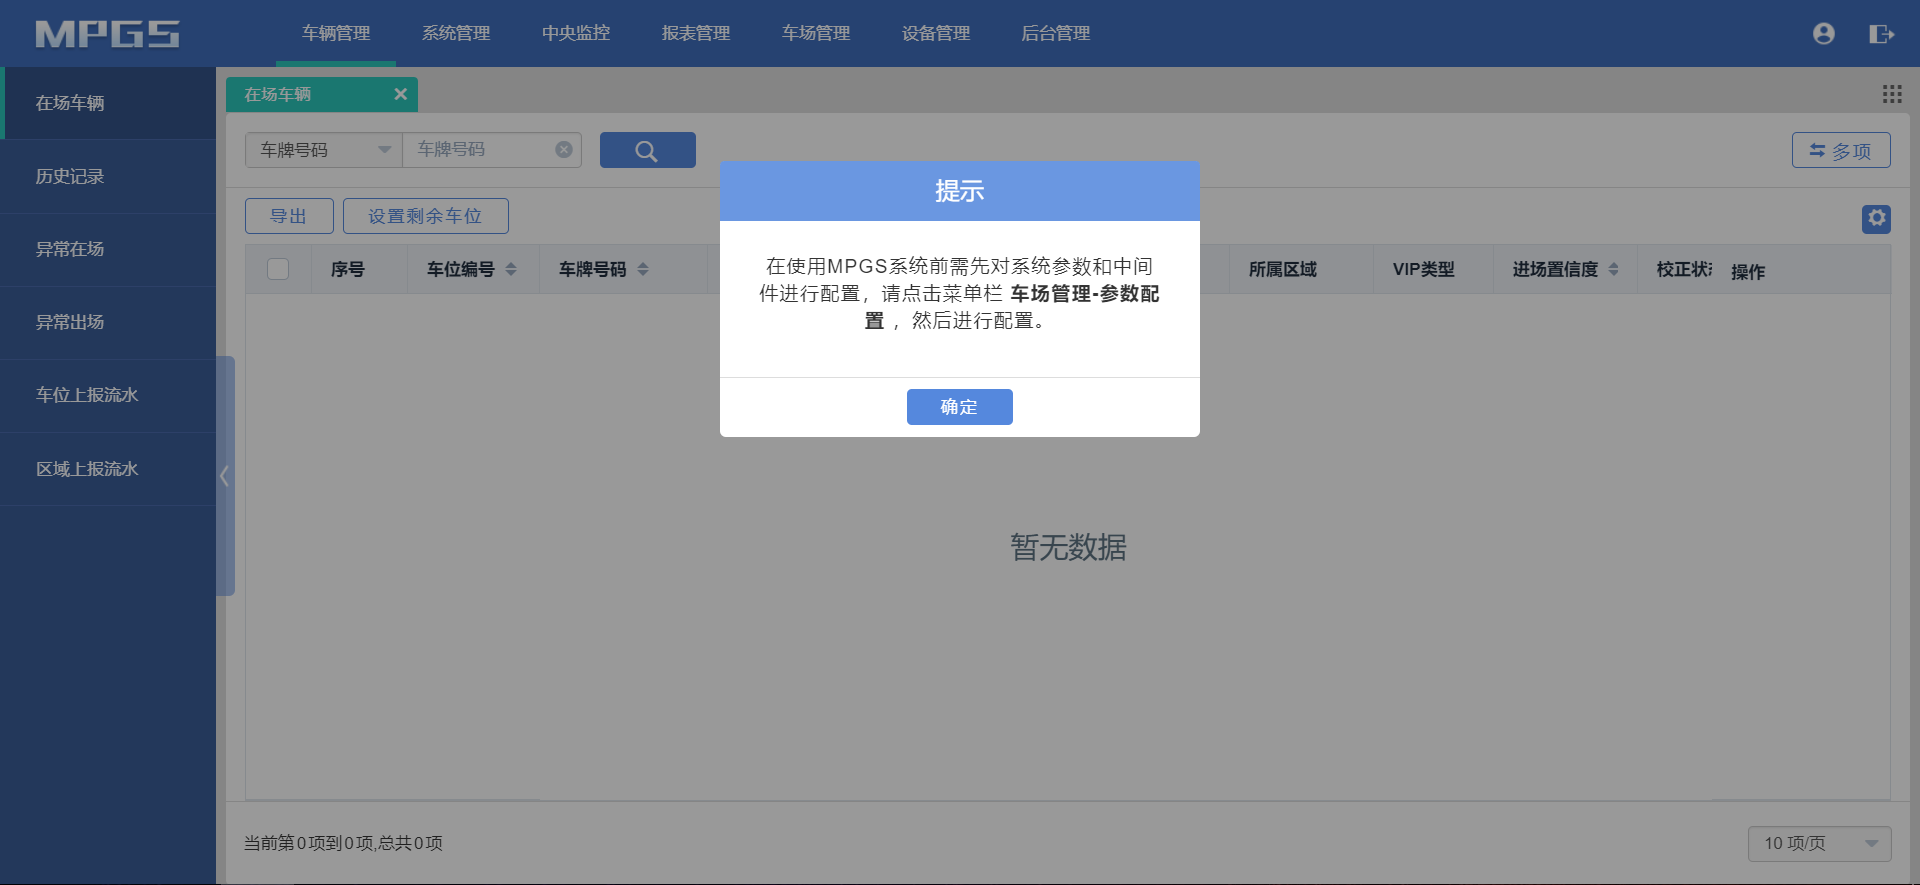 MPGS
车辆管理 系统管理 中央监控 报表管理 车场管理 设备管理 后台管理
在场车辆
历史记录
异常在场
异常出场
车位上报流水
区域上报流水
在场车辆
车牌号码 车牌号码
多项
导出 设置剩余车位
序号 车位编号 车牌号码 所属区域 VIP类型 进场置信度 校正状 操作
提示
在使用MPGS系统前需先对系统参数和中间
件进行配置，请点击菜单栏 车场管理-参数配
置 ，然后进行配置。
确定
暂无数据
当前第0项到0项,总共0项
10 项/页